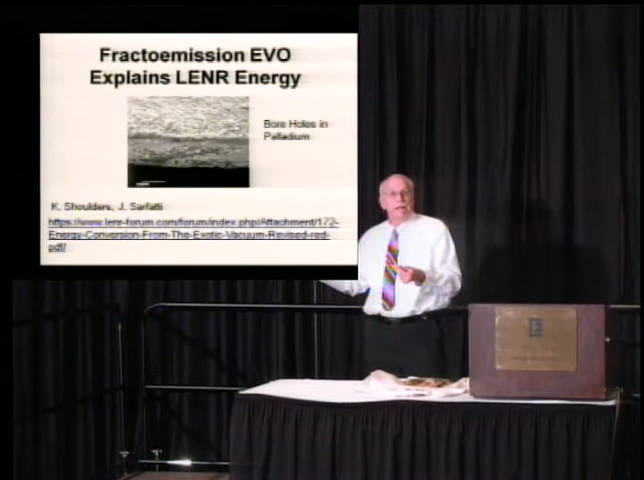 Fractoemission EVO
Explains LENR Energy
Bore Holes in
Palladium
K. Shoulders, J. Sarfatti
https://www.lenr-forum.com/forum/index.php/Attachment/172-
Energy-Conversion-From-The-Exotic-Vacuum-Revised-red-
pdf/
E